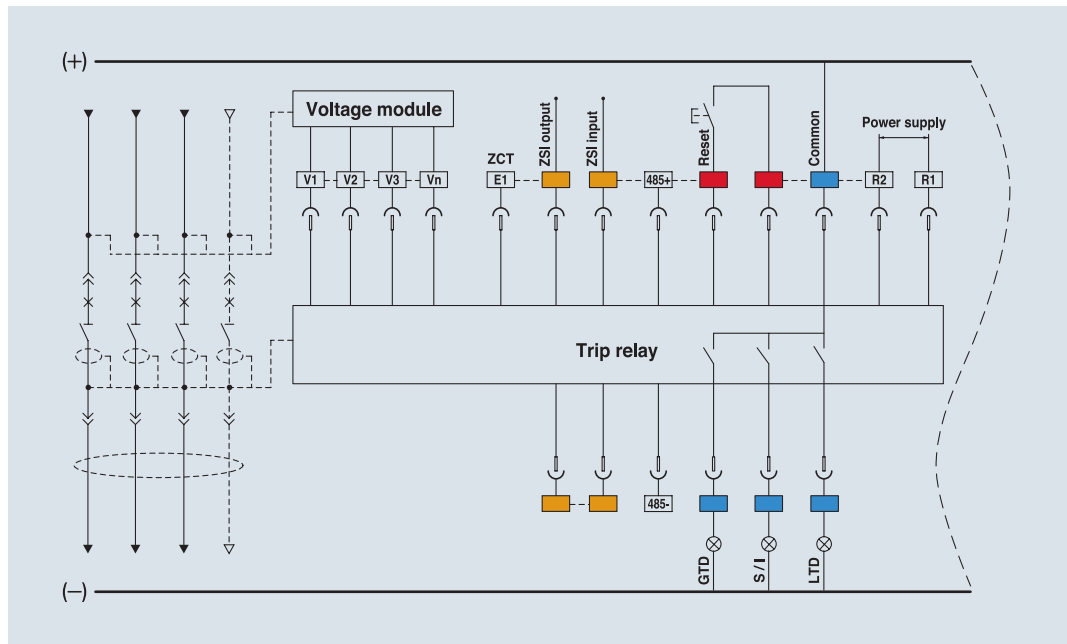 (+)
Voltage module
V1
V2
V3
Vn
ZCT
E1
ZSI output
ZSI input
485+
Reset
Common
Power supply
R2
R1
Trip relay
485-
GTD
S / I
LTD
(—)